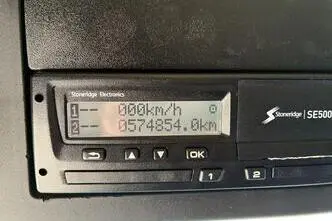 Stoneridge Electronics
1 -- 000km/h
2 -- 0574854.0km
Stoneridge | SE500
OK
1 2